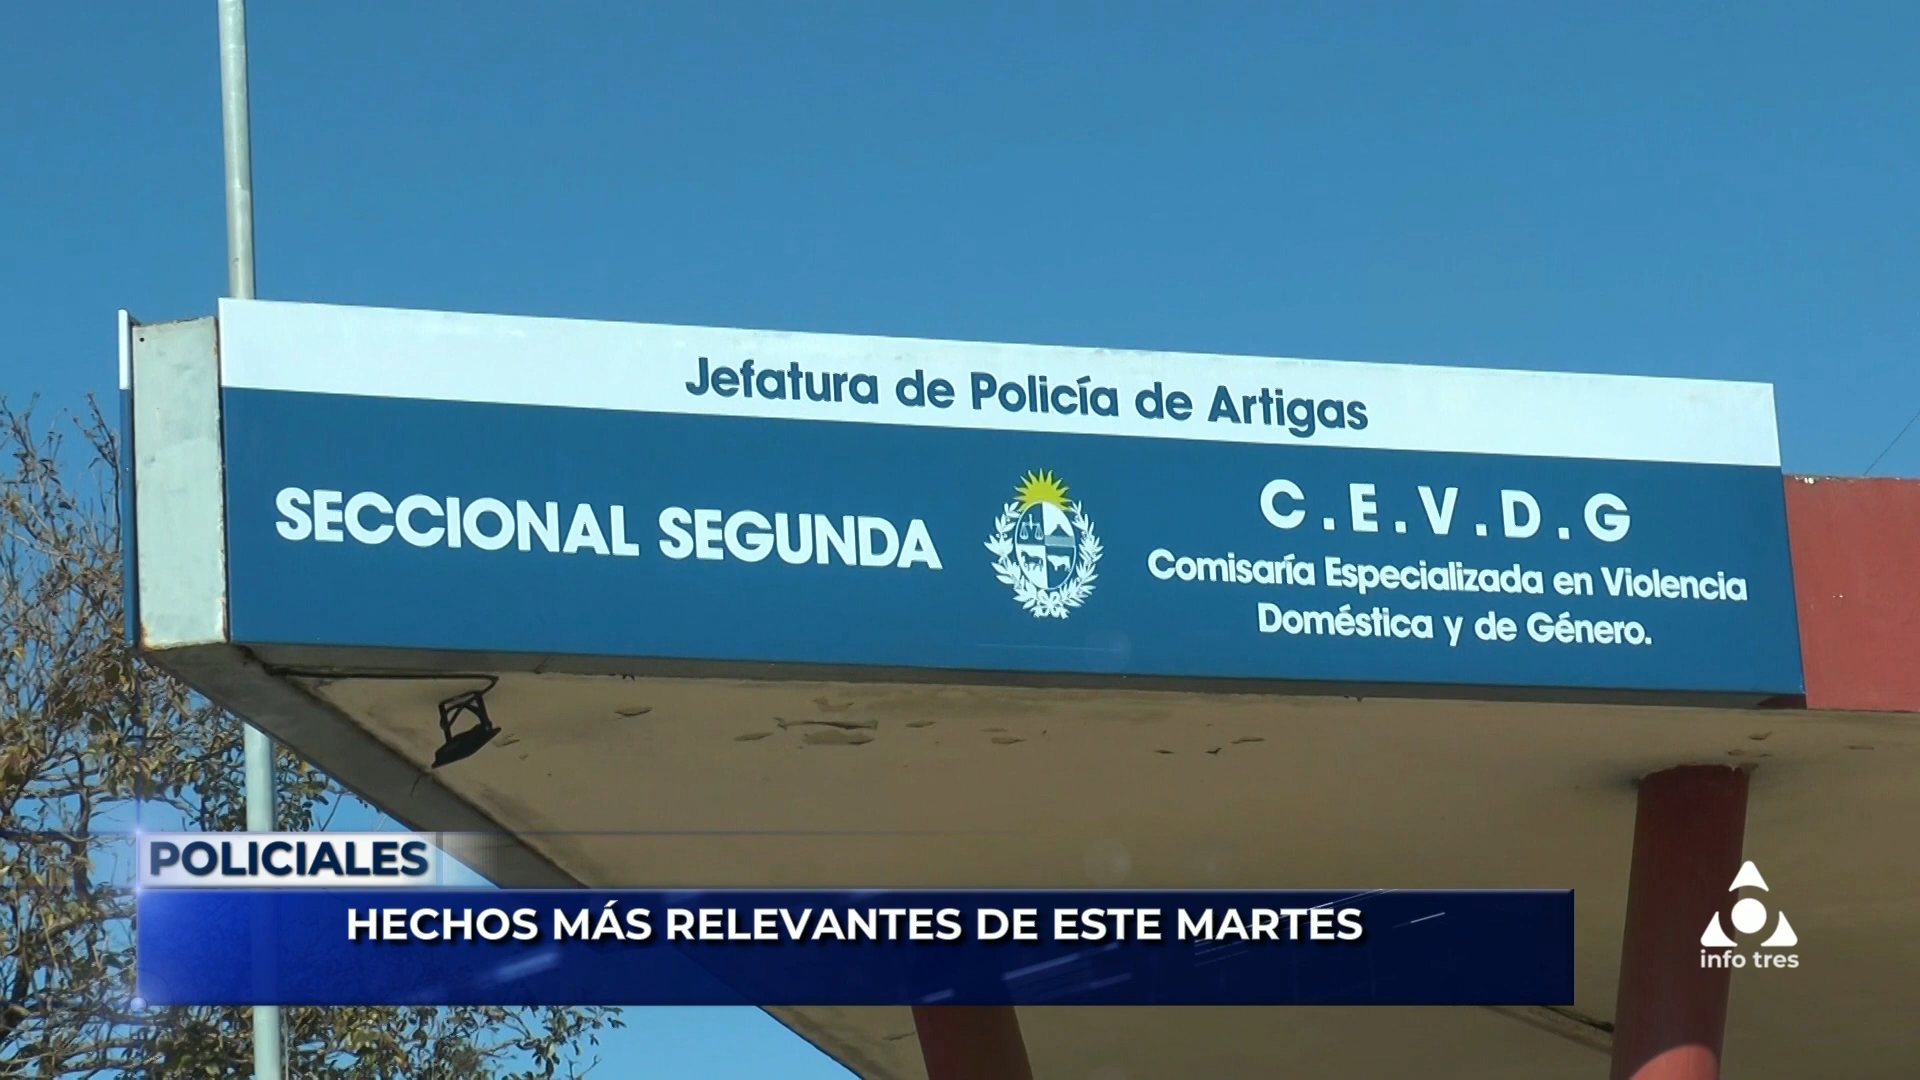 Jefatura de Policía de Artigas
SECCIONAL SEGUNDA
C.E.V.D.G
Comisaría Especializada en Violencia
Doméstica y de Género.
POLICIALES
HECHOS MÁS RELEVANTES DE ESTE MARTES
info tres